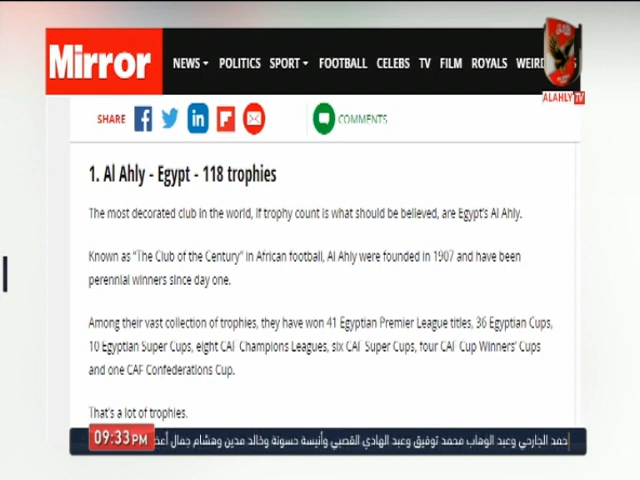 Mirror
NEWS POLITICS SPORT FOOTBALL CELEBS TV FILM ROYALS WEIRD
ALAHLY TV
SHARE
COMMENTS
1. Al Ahly - Egypt - 118 trophies
The most decorated club in the world, if trophy count is what should be believed, are Egypt's Al Ahly.
Known as "The Club of the Century" in African football, Al Ahly were founded in 1907 and have been
perennial winners since day one.
Among their vast collection of trophies, they have won 41 Egyptian Premier League titles, 36 Egyptian Cups,
10 Egyptian Super Cups, eight CAF Champions Leagues, six CAF Super Cups, four CAF Cup Winners' Cups
and one CAF Confederations Cup.
That's a lot of trophies.
09:33 PM
حمد الجارحي وعبد الوهاب محمد توفيق وعبد الهادي القصبي وأنيسة حسونة وخالد مدين وهشام جمال أعض